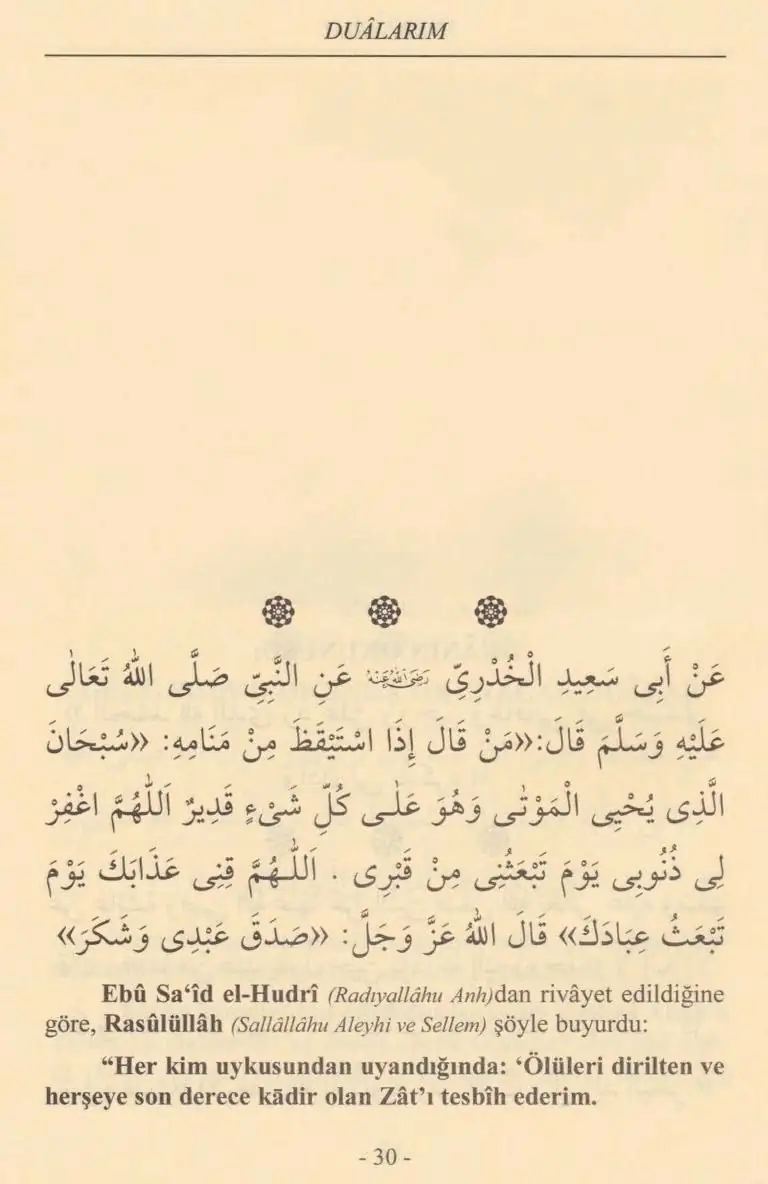 DUÂLARIM
عَنْ أَبِى سَعِيدِ الْخُدْرِىِّ رَضِيَ اللهُ عَنْهُ عَنِ النَّبِىِّ صَلَّى اللهُ تَعَالٰى
عَلَيْهِ وَسَلَّمَ قَالَ:«مَنْ قَالَ إِذَا اسْتَيْقَظَ مِنْ مَنَامِهِ: «سُبْحَانَ
الَّذِى يُحْيِى الْمَوْتٰى وَهُوَ عَلٰى كُلِّ شَىْءٍ قَدِيرٌ اَللّٰهُمَّ اغْفِرْ
لِى ذُنُوبِى يَوْمَ تَبْعَثُنِى مِنْ قَبْرِى . اَللّٰهُمَّ قِنِى عَذَابَكَ يَوْمَ
تَبْعَثُ عِبَادَكَ» قَالَ اللهُ عَزَّ وَجَلَّ: «صَدَقَ عَبْدِى وَشَكَرَ»
Ebû Sa‘îd el-Hudrî (Radıyallâhu Anh)dan rivâyet edildiğine
göre, Rasûlüllâh (Sallâllâhu Aleyhi ve Sellem) şöyle buyurdu:
“Her kim uykusundan uyandığında: ‘Ölüleri dirilten ve
herşeye son derece kādir olan Zât’ı tesbîh ederim.
- 30 -